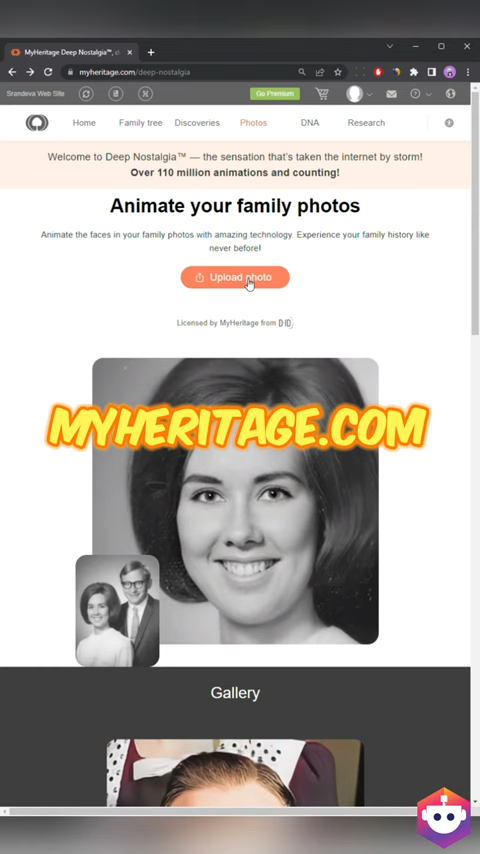 MyHeritage Deep Nostalgia™, d
myheritage.com/deep-nostalgia
Srandeva Web Site
Go Premium
Home
Family tree
Discoveries
Photos
DNA
Research
Welcome to Deep Nostalgia™ — the sensation that's taken the internet by storm!
Over 110 million animations and counting!
Animate your family photos
Animate the faces in your family photos with amazing technology. Experience your family history like
never before!
Upload photo
Licensed by MyHeritage from D-ID
MYHERITAGE.COM
Gallery